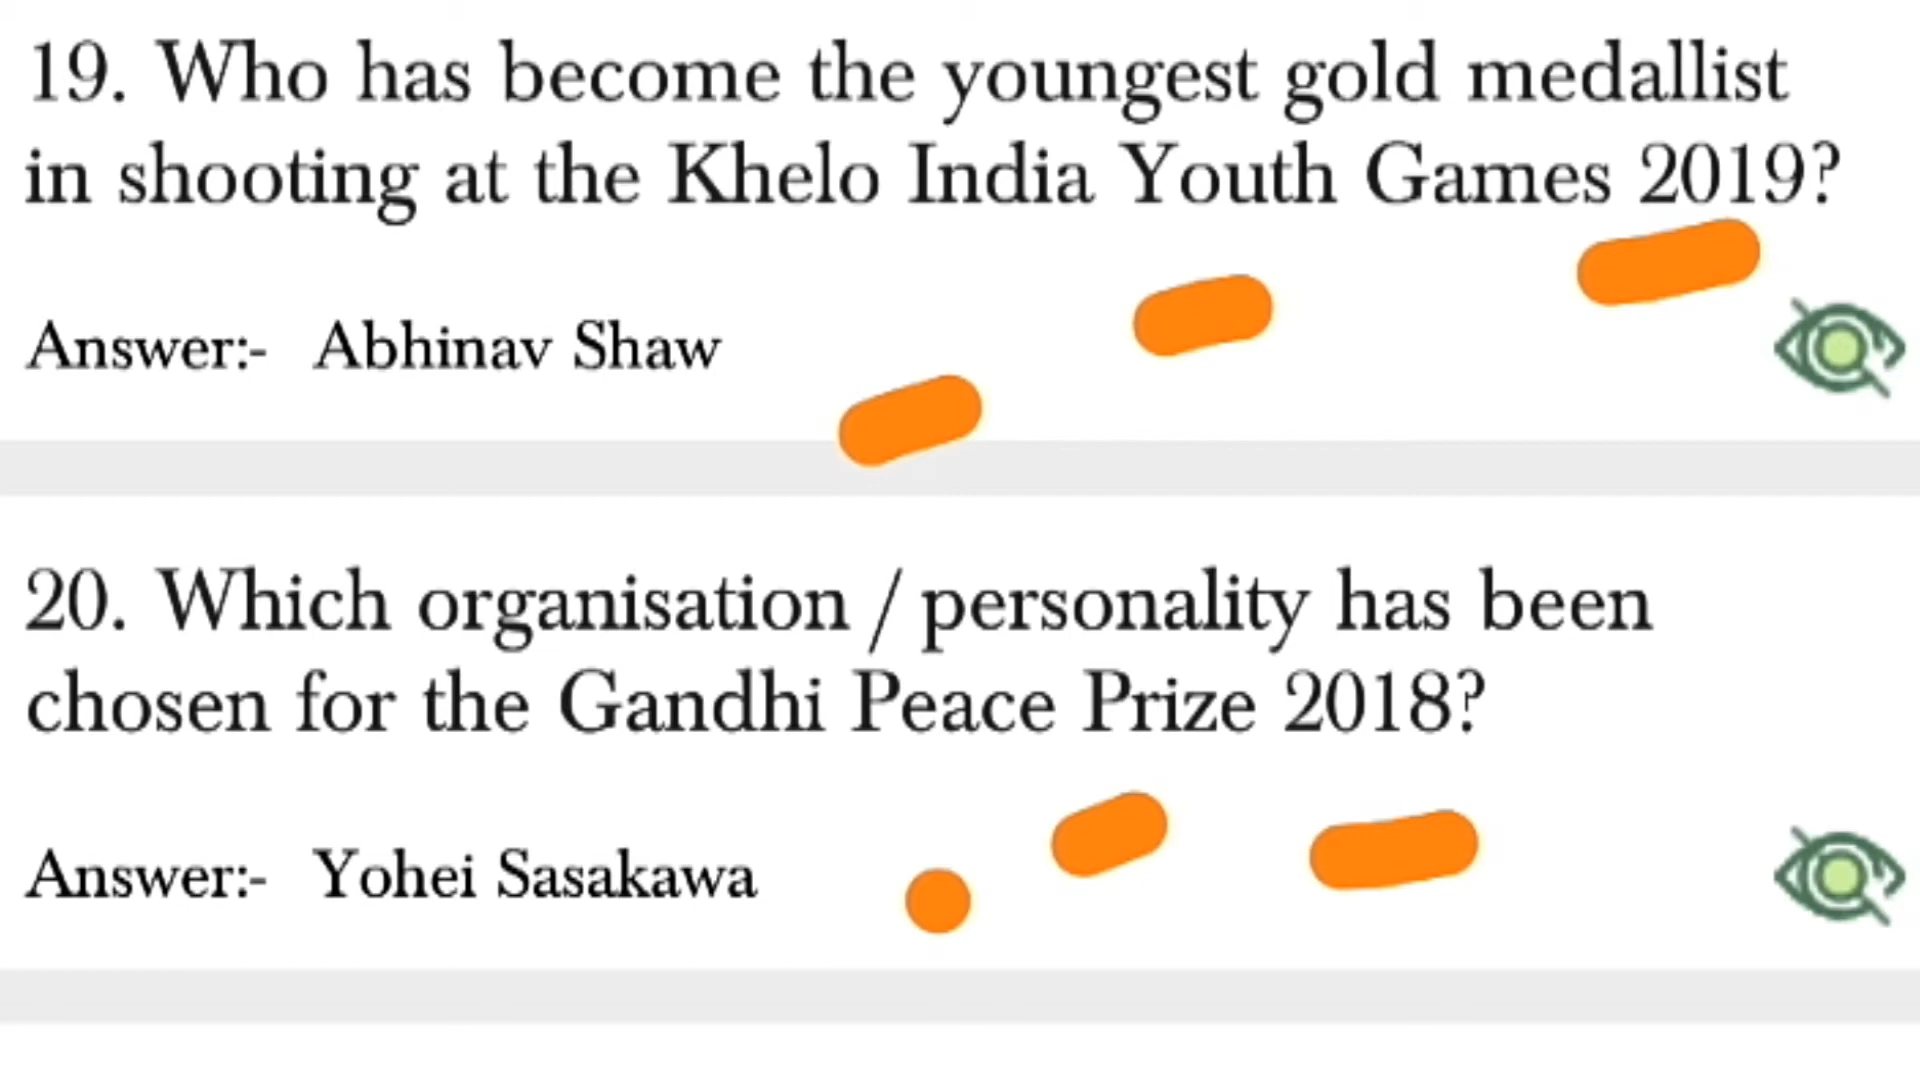 19. Who has become the youngest gold medallist
in shooting at the Khelo India Youth Games 2019?
Answer:- Abhinav Shaw
20. Which organisation / personality has been
chosen for the Gandhi Peace Prize 2018?
Answer:- Yohei Sasakawa